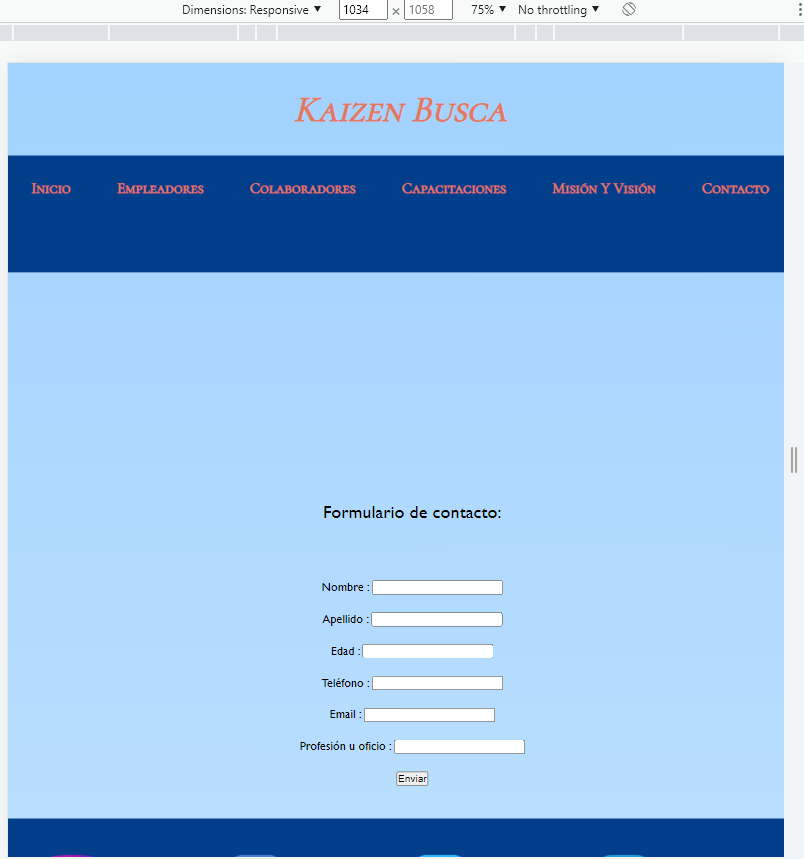 Dimensions: Responsive ▼ 1034 × 1058 75% ▼ No throttling ▼
Kaizen Busca
Inicio Empleadores Colaboradores Capacitaciones Misión Y Visión Contacto
Formulario de contacto:
Nombre :
Apellido :
Edad :
Teléfono :
Email :
Profesión u oficio :
Enviar